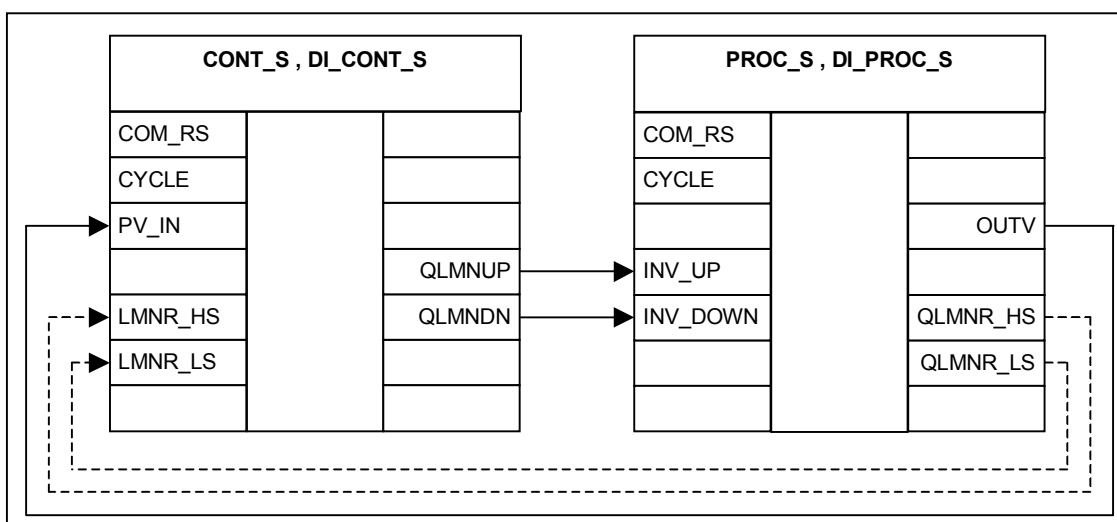 CONT_S , DI_CONT_S
COM_RS
CYCLE
PV_IN
QLMNUP
LMNR_HS
QLMNDN
LMNR_LS
PROC_S , DI_PROC_S
COM_RS
CYCLE
OUTV
INV_UP
INV_DOWN
QLMNR_HS
QLMNR_LS